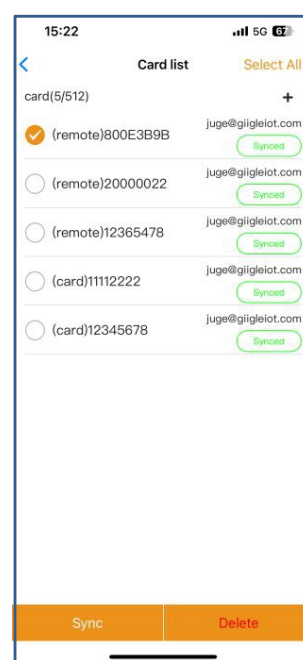 15:22 5G 67
Card list Select All
card(5/512) +
(remote)800E3B9B juge@giigleiot.com
Synced
(remote)20000022 juge@giigleiot.com
Synced
(remote)12365478 juge@giigleiot.com
Synced
(card)11112222 juge@giigleiot.com
Synced
(card)12345678 juge@giigleiot.com
Synced
Sync Delete